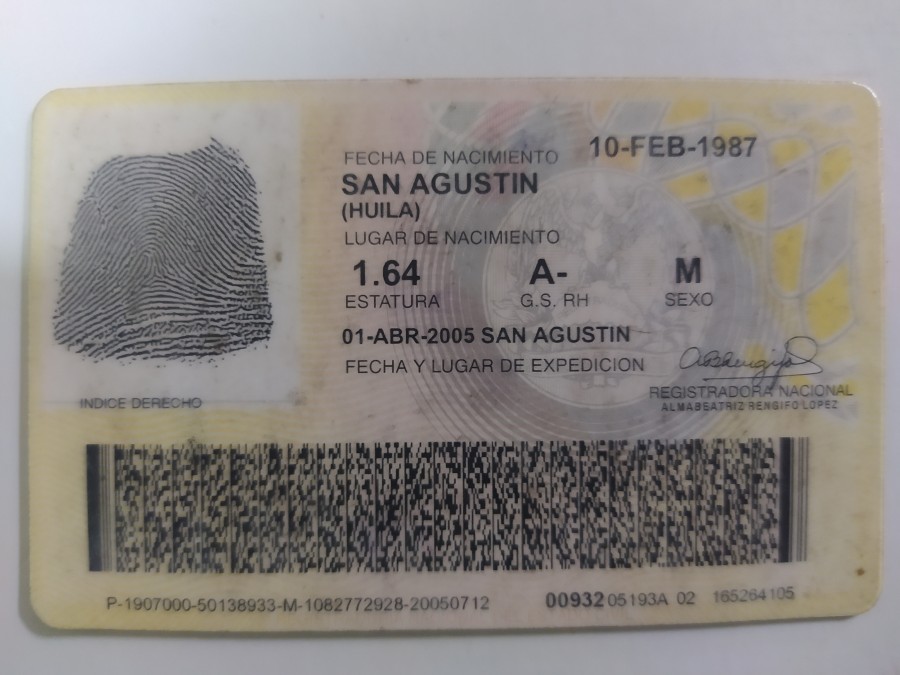 FECHA DE NACIMIENTO 10-FEB-1987
SAN AGUSTIN
(HUILA)
LUGAR DE NACIMIENTO
1.64 A- M
ESTATURA G.S. RH SEXO
01-ABR-2005 SAN AGUSTIN
FECHA Y LUGAR DE EXPEDICION
REGISTRADORA NACIONAL
ALMABEATRIZ RENGIFO LOPEZ
INDICE DERECHO
P-1907000-50138933-M-1082772928-20050712 00932 05193A 02 165264105